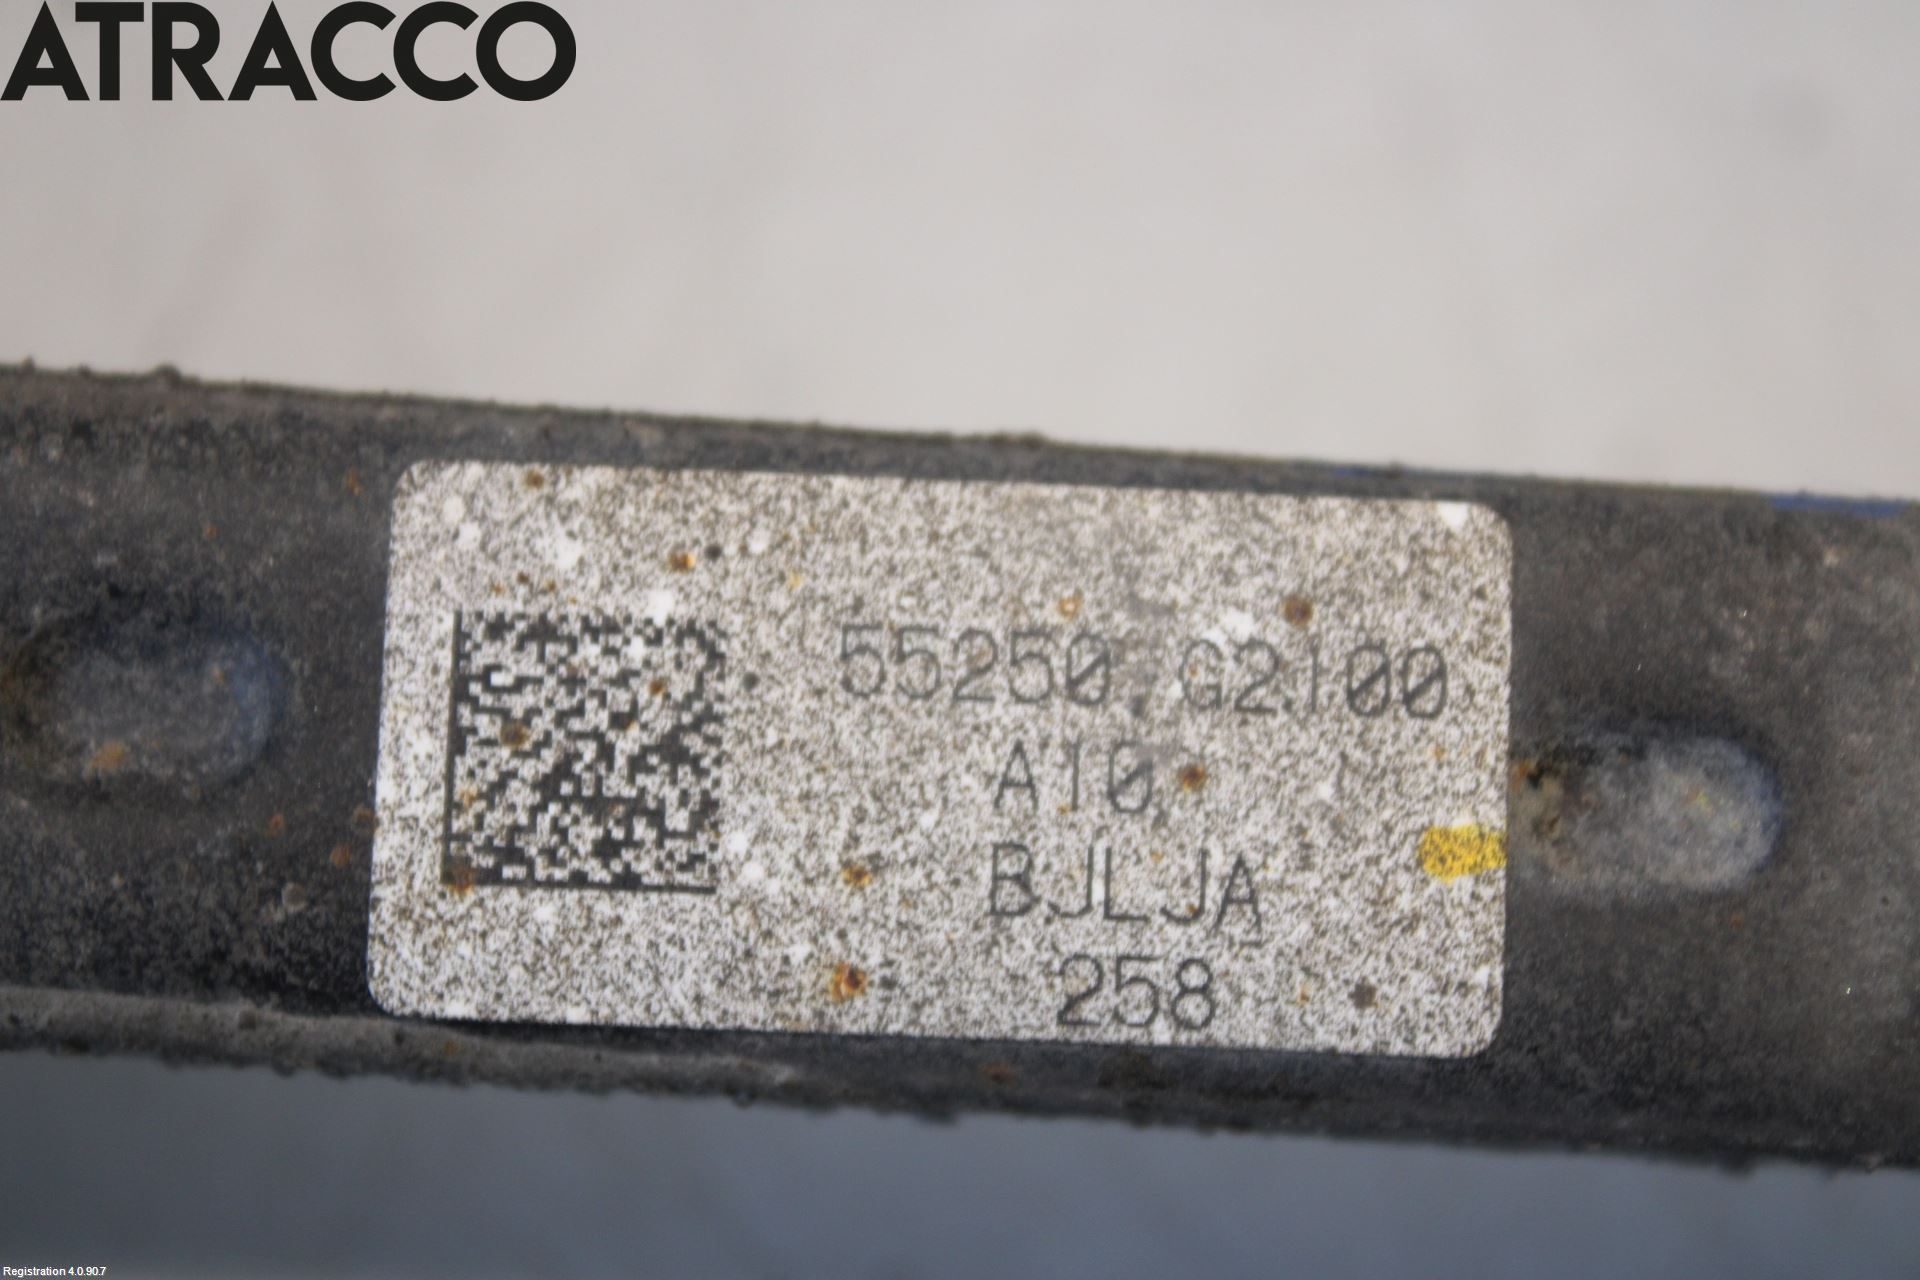 ATRACCO
55250 G2100
A10
BJLJA
258
Registration 4.0.90.7